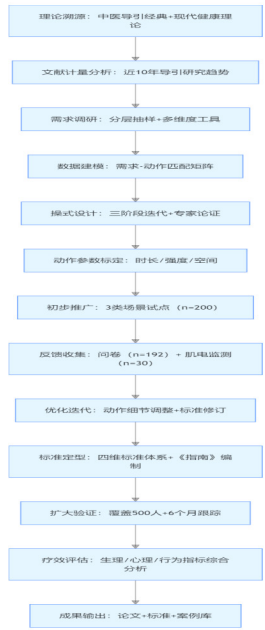 理论溯源：中医导引经典+现代健康理
论
文献计量分析：近10年导引研究趋势
需求调研：分层抽样+多维度工具
数据建模：需求-动作匹配矩阵
操式设计：三阶段迭代+专家论证
动作参数标定：时长/强度/空间
初步推广：3类场景试点（n=200）
反馈收集：问卷（n=192）+肌电监测
（n=30）
优化迭代：动作细节调整+标准修订
标准定型：四维标准体系+《指南》编
制
扩大验证：覆盖500人+6个月跟踪
疗效评估：生理/心理/行为指标综合
分析
成果输出：论文+标准+案例库